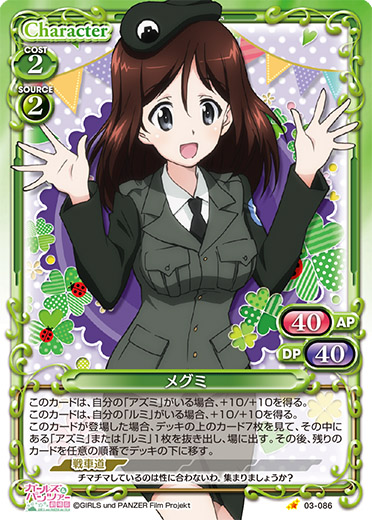 Character
COST
2
SOURCE
2
40 AP
DP 40
メグミ
このカードは、自分の「アズミ」がいる場合、+10/+10を得る。
このカードは、自分の「ルミ」がいる場合、+10/+10を得る。
このカードが登場した場合、デッキの上のカード7枚を見て、その中に
ある「アズミ」または「ルミ」1枚を抜き出し、場に出す。その後、残りの
カードを任意の順番でデッキの下に移す。
戦車道
チマチマしているのは性に合わないわ、集まりましょうか?
ガールズ&パンツァー
劇場版
©GIRLS und PANZER Film Projekt
03-086